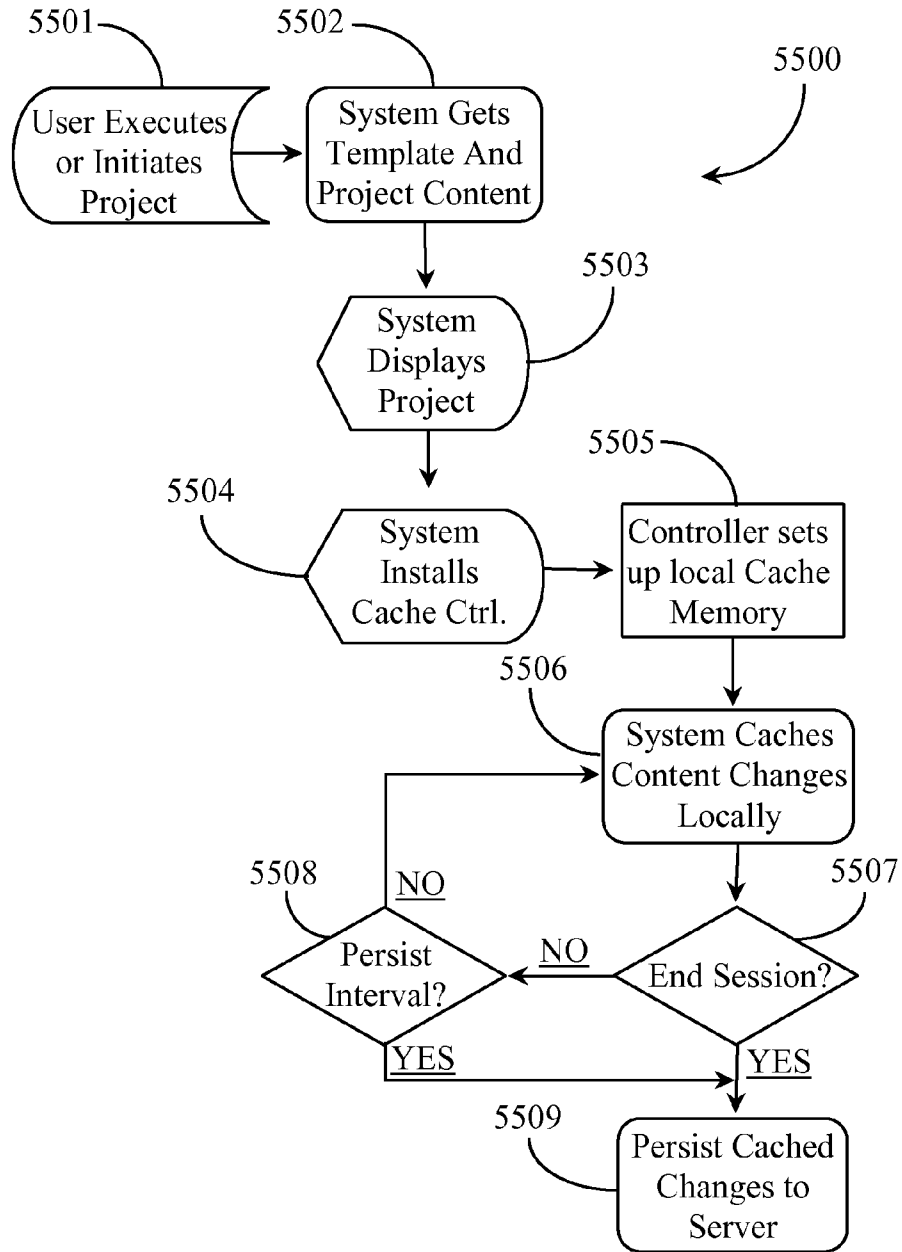 5501
5502
5500
User Executes
or Initiates
Project
System Gets
Template And
Project Content
5503
System
Displays
Project
5504
5505
System
Installs
Cache Ctrl.
Controller sets
up local Cache
Memory
5506
System Caches
Content Changes
Locally
5508
NO
5507
Persist
Interval?
NO
End Session?
YES
YES
5509
Persist Cached
Changes to
Server